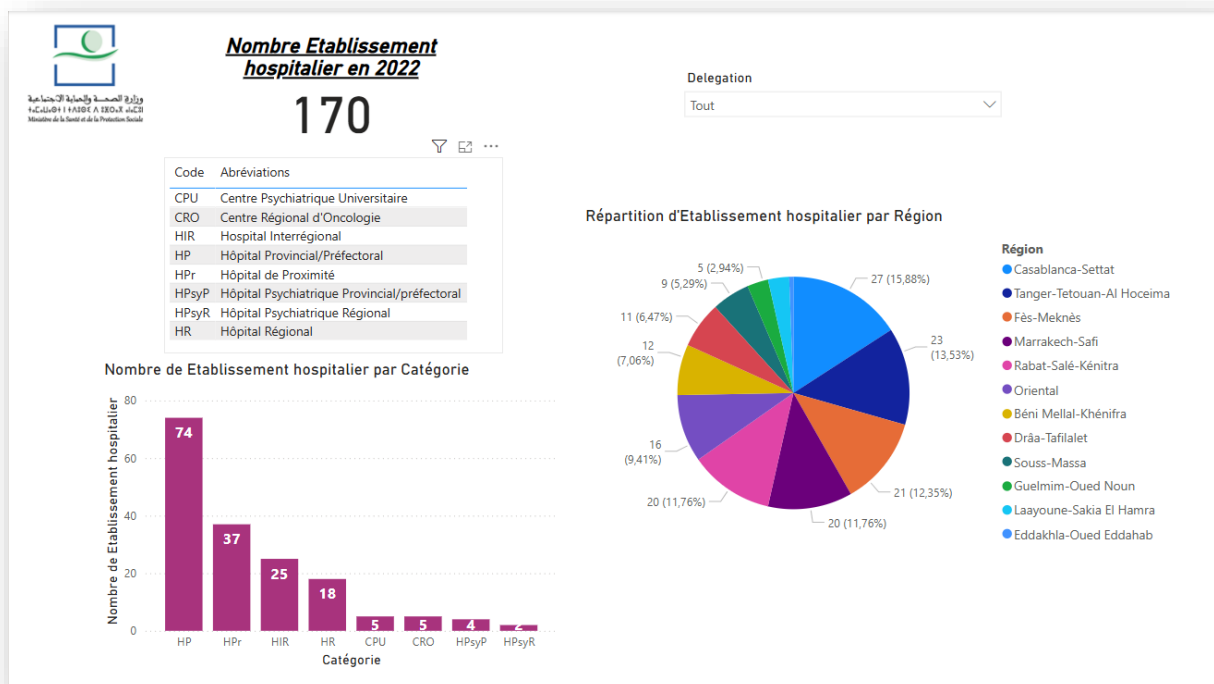 Nombre Etablissement
hospitalier en 2022
170
وزارة الصحة والحماية الاجتماعية
Ministère de la Santé et de la Protection Sociale
Delegation
Tout
Code Abréviations
CPU Centre Psychiatrique Universitaire
CRO Centre Régional d'Oncologie
HIR Hospital Interrégional
HP Hôpital Provincial/Préfectoral
HPr Hôpital de Proximité
HPsyP Hôpital Psychiatrique Provincial/préfectoral
HPsyR Hôpital Psychiatrique Régional
HR Hôpital Régional
Nombre de Etablissement hospitalier par Catégorie
Nombre de Etablissement hospitalier
80
60
40
20
0
74
37
25
18
5
5
4
2
HP HPr HIR HR CPU CRO HPsyP HPsyR
Catégorie
Répartition d'Etablissement hospitalier par Région
27 (15,88%)
23
(13,53%)
21 (12,35%)
20 (11,76%)
20 (11,76%)
16
(9,41%)
12
(7,06%)
11 (6,47%)
9 (5,29%)
5 (2,94%)
Région
Casablanca-Settat
Tanger-Tetouan-Al Hoceima
Fès-Meknès
Marrakech-Safi
Rabat-Salé-Kénitra
Oriental
Béni Mellal-Khénifra
Drâa-Tafilalet
Souss-Massa
Guelmim-Oued Noun
Laayoune-Sakia El Hamra
Eddakhla-Oued Eddahab